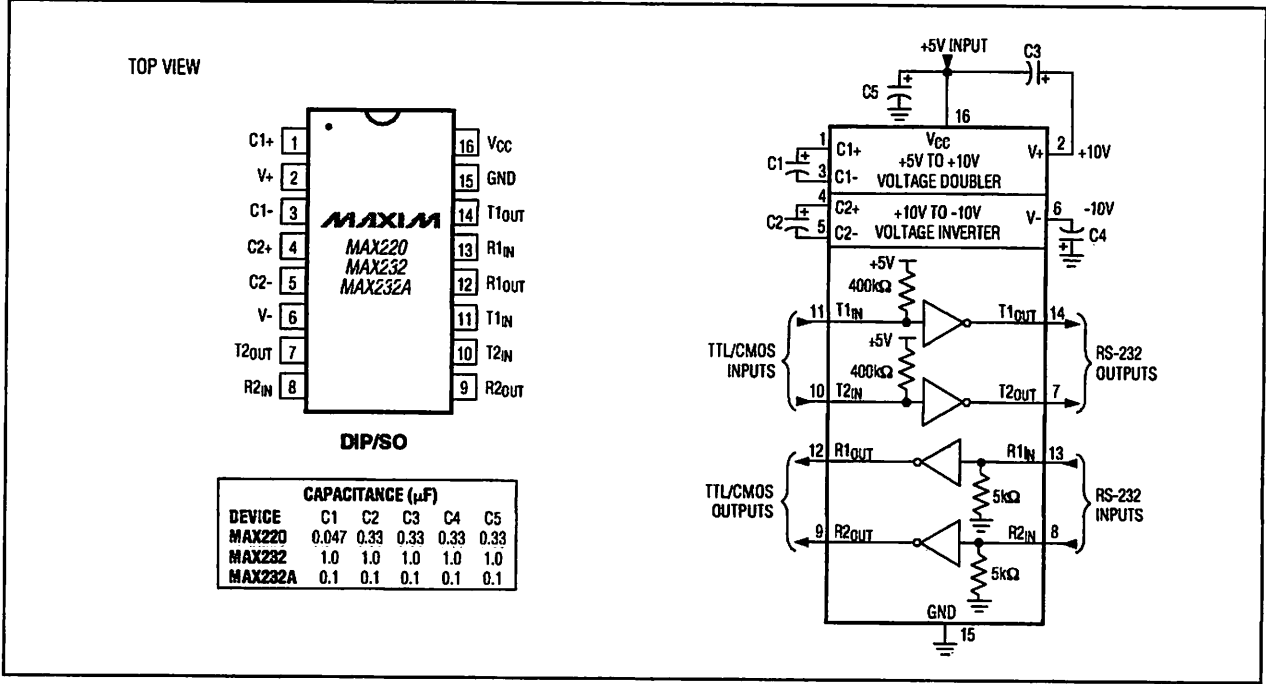 TOP VIEW
C1+ 1
V+ 2
C1- 3
C2+ 4
C2- 5
V- 6
T2OUT 7
R2IN 8
16 VCC
15 GND
14 T1OUT
13 R1IN
12 R1OUT
11 T1IN
10 T2IN
9 R2OUT
MAXIM
MAX220
MAX232
MAX232A
DIP/SO
CAPACITANCE (µF)
DEVICE C1 C2 C3 C4 C5
MAX220 0.047 0.33 0.33 0.33 0.33
MAX232 1.0 1.0 1.0 1.0 1.0
MAX232A 0.1 0.1 0.1 0.1 0.1
+5V INPUT
C3
+
C5
+
16
VCC
+5V TO +10V
VOLTAGE DOUBLER
1
C1+
C1
+
3
C1-
V+
2
+10V
+10V TO -10V
VOLTAGE INVERTER
4
C2+
C2
+
5
C2-
V-
6
-10V
C4
+
+5V
400kΩ
11 T1IN
T1OUT 14
+5V
400kΩ
10 T2IN
T2OUT 7
TTL/CMOS
INPUTS
RS-232
OUTPUTS
12 R1OUT
R1IN 13
5kΩ
9 R2OUT
R2IN 8
5kΩ
TTL/CMOS
OUTPUTS
RS-232
INPUTS
GND
15